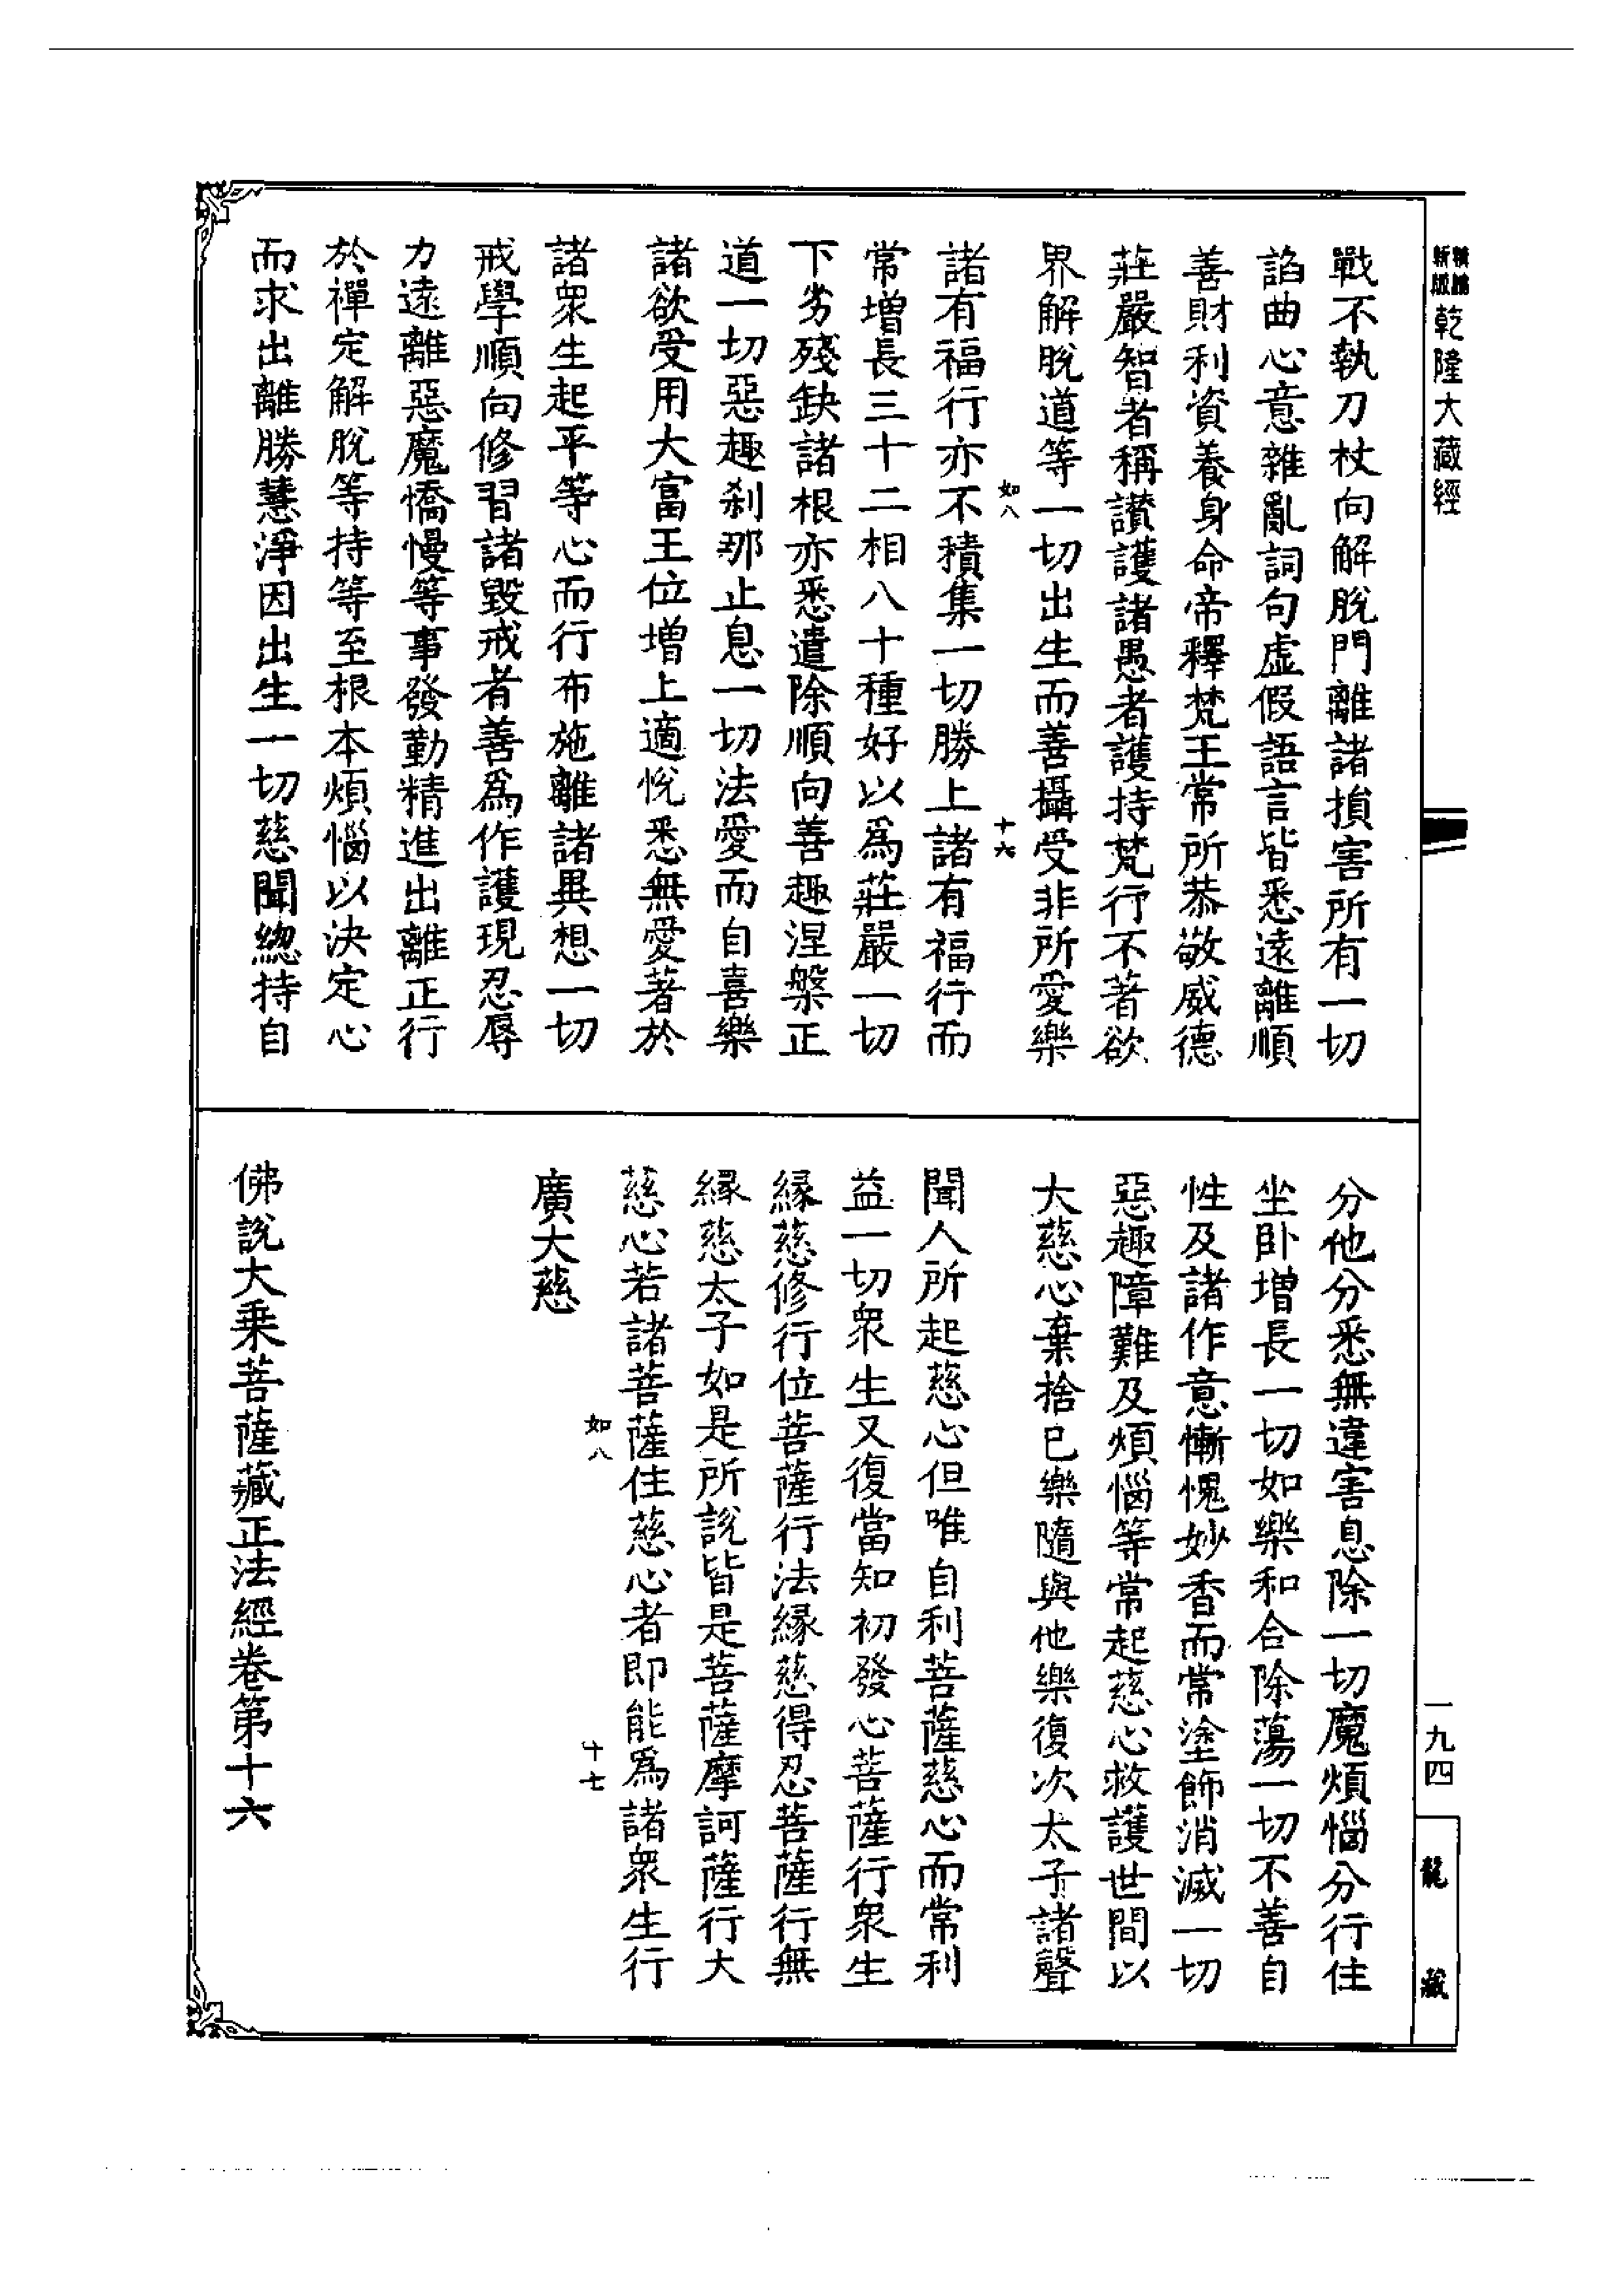 新版
乾隆大藏經
戰不執刀杖向解脫門離諸損害所有一切
諂曲心意雜亂詞句虛假語言皆悉遠離順
善財利資養身命帝釋梵王常所恭敬威德
莊嚴智者稱讚護諸愚者護持梵行不著欲
界解脫道等一切出生而善攝受非所愛樂
如八
十六
諸有福行亦不積集一切勝上諸有福行而
常增長三十二相八十種好以爲莊嚴一切
下劣殘缺諸根亦悉遣除順向善趣涅槃正
道一切惡趣刹那止息一切法愛而自喜樂
諸欲受用大富王位增上適悅悉無愛著於
諸衆生起平等心而行布施離諸異想一切
戒學順向修習諸毀戒者善爲作護現忍辱
力遠離惡魔憍慢等事發勤精進出離正行
於禪定解脫等持等至根本煩惱以決定心
而求出離勝慧淨因出生一切慈聞緫持自
分他分悉無違害息除一切魔煩惱分行住
坐卧增長一切如樂和合除蕩一切不善自
性及諸作意慚愧妙香而常塗飾消滅一切
惡趣障難及煩惱等常起慈心救護世間以
大慈心棄捨已樂隨與他樂復次太子諸聲
聞人所起慈心但唯自利菩薩慈心而常利
益一切衆生又復當知初發心菩薩行衆生
緣慈修行位菩薩行法緣慈得忍菩薩行無
緣慈太子如是所說皆是菩薩摩訶薩行大
慈心若諸菩薩住慈心者即能爲諸衆生行
如八
十七
廣大慈
佛說大乘菩薩藏正法經卷第十六
一九四
龍藏